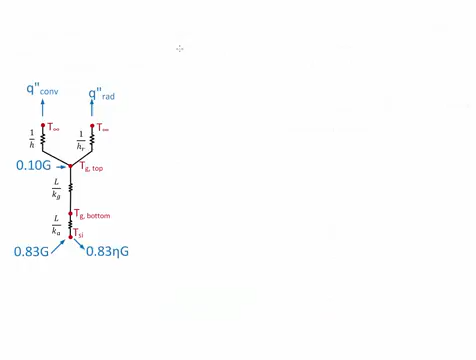 q"conv
q"rad
T∞
T∞
1/h
1/hr
0.10G
Tg, top
L/kg
Tg, bottom
L/ka
Tsi
0.83G
0.83ηG